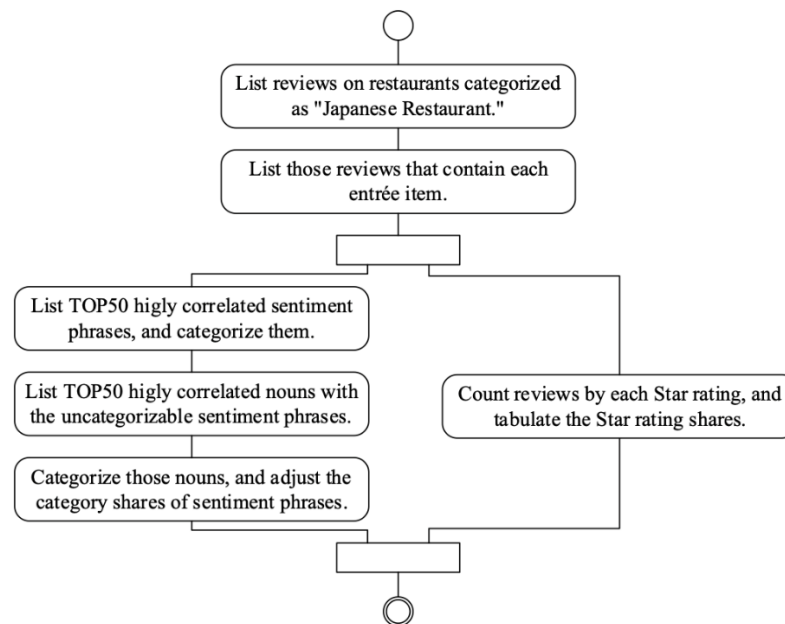 List reviews on restaurants categorized
as "Japanese Restaurant."
List those reviews that contain each
entrée item.
List TOP50 higly correlated sentiment
phrases, and categorize them.
List TOP50 higly correlated nouns with
the uncategorizable sentiment phrases.
Categorize those nouns, and adjust the
category shares of sentiment phrases.
Count reviews by each Star rating, and
tabulate the Star rating shares.